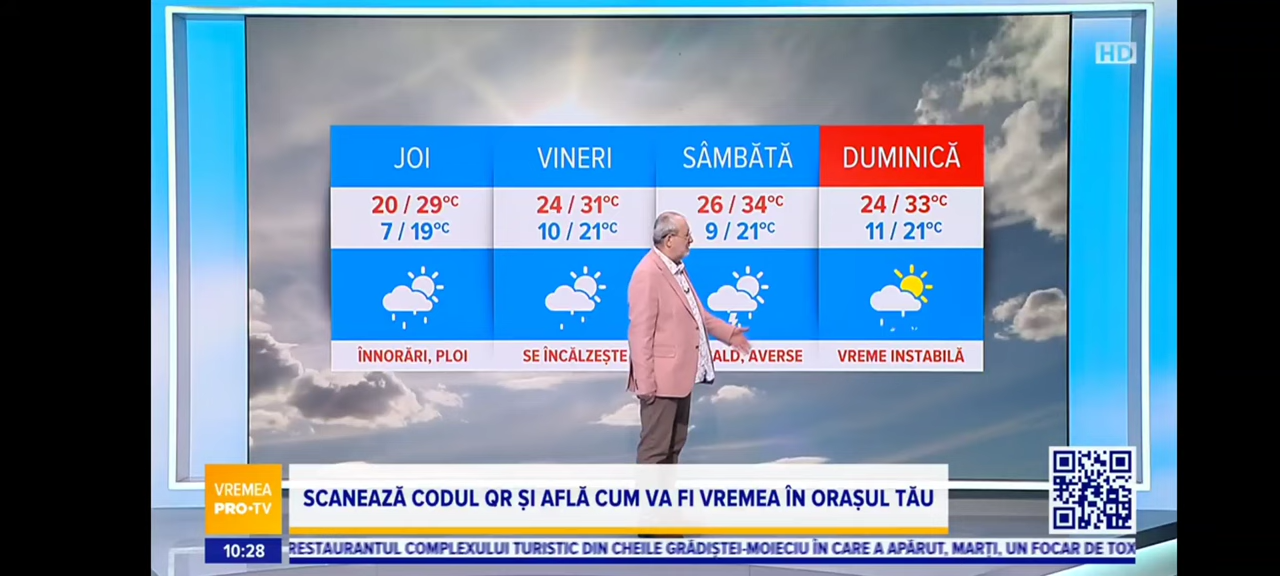 HD
JOI
VINERI
SÂMBĂTĂ
DUMINICĂ
20 / 29°C
24 / 31°C
26 / 34°C
24 / 33°C
7 / 19°C
10 / 21°C
9 / 21°C
11 / 21°C
ÎNNORĂRI, PLOI
SE ÎNCĂLZEȘTE
ALD, AVERSE
VREME INSTABILĂ
VREMEA
PRO•TV
SCANEAZĂ CODUL QR ȘI AFLĂ CUM VA FI VREMEA ÎN ORAȘUL TĂU
10:28
RESTAURANTUL COMPLEXULUI TURISTIC DIN CHEILE GRĂDIȘTEI-MOIECIU ÎN CARE A APĂRUT, MARȚI, UN FOCAR DE TOX